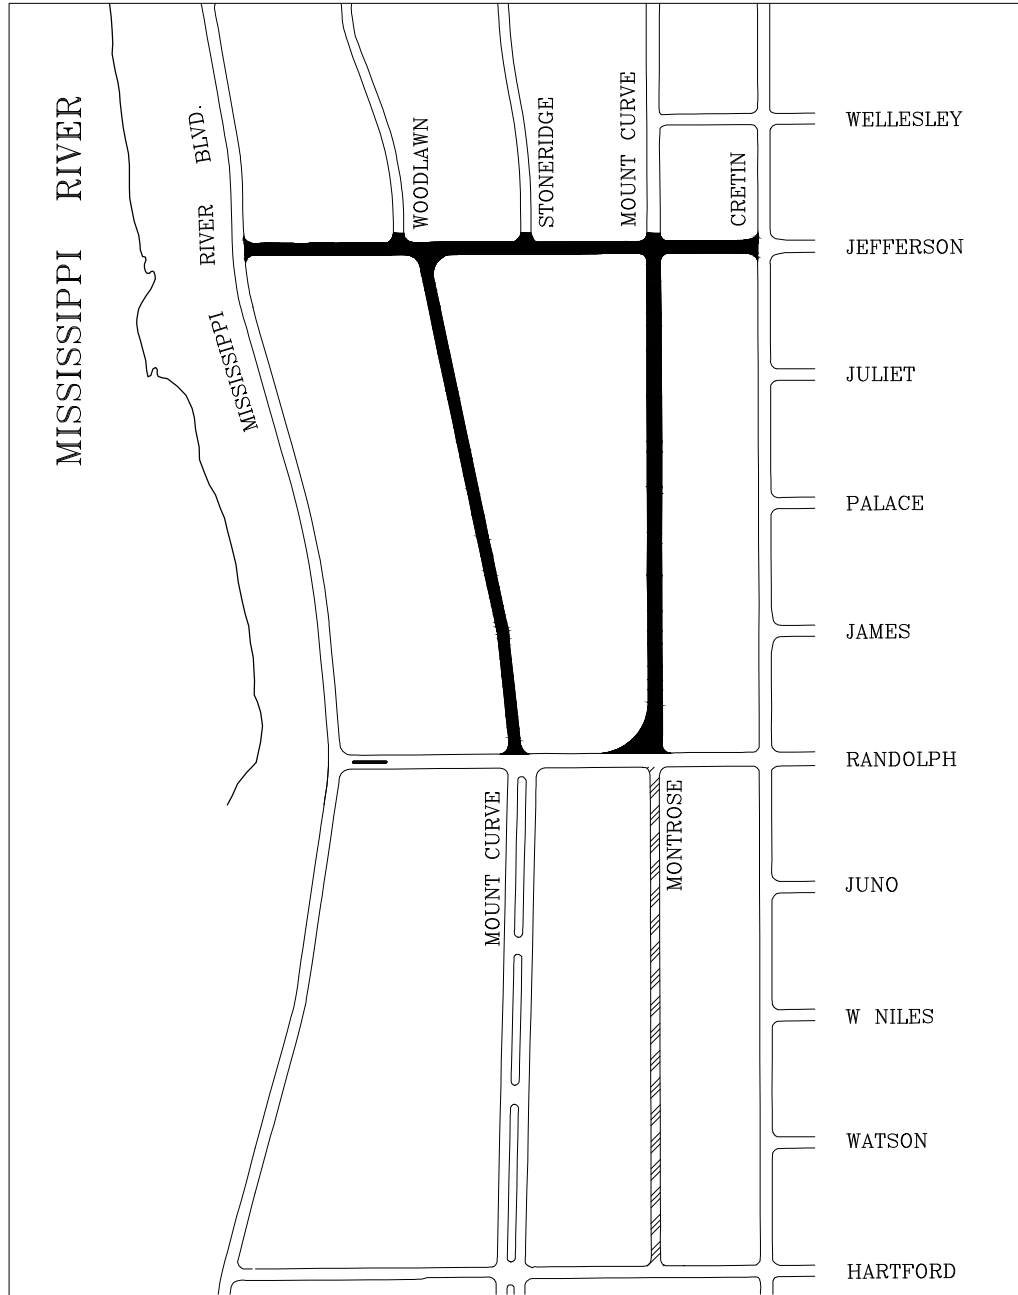 MISSISSIPPI RIVER
MISSISSIPPI RIVER BLVD.
WOODLAWN
STONERIDGE
MOUNT CURVE
CRETIN
WELLESLEY
JEFFERSON
JULIET
PALACE
JAMES
RANDOLPH
MOUNT CURVE
MONTROSE
JUNO
W NILES
WATSON
HARTFORD